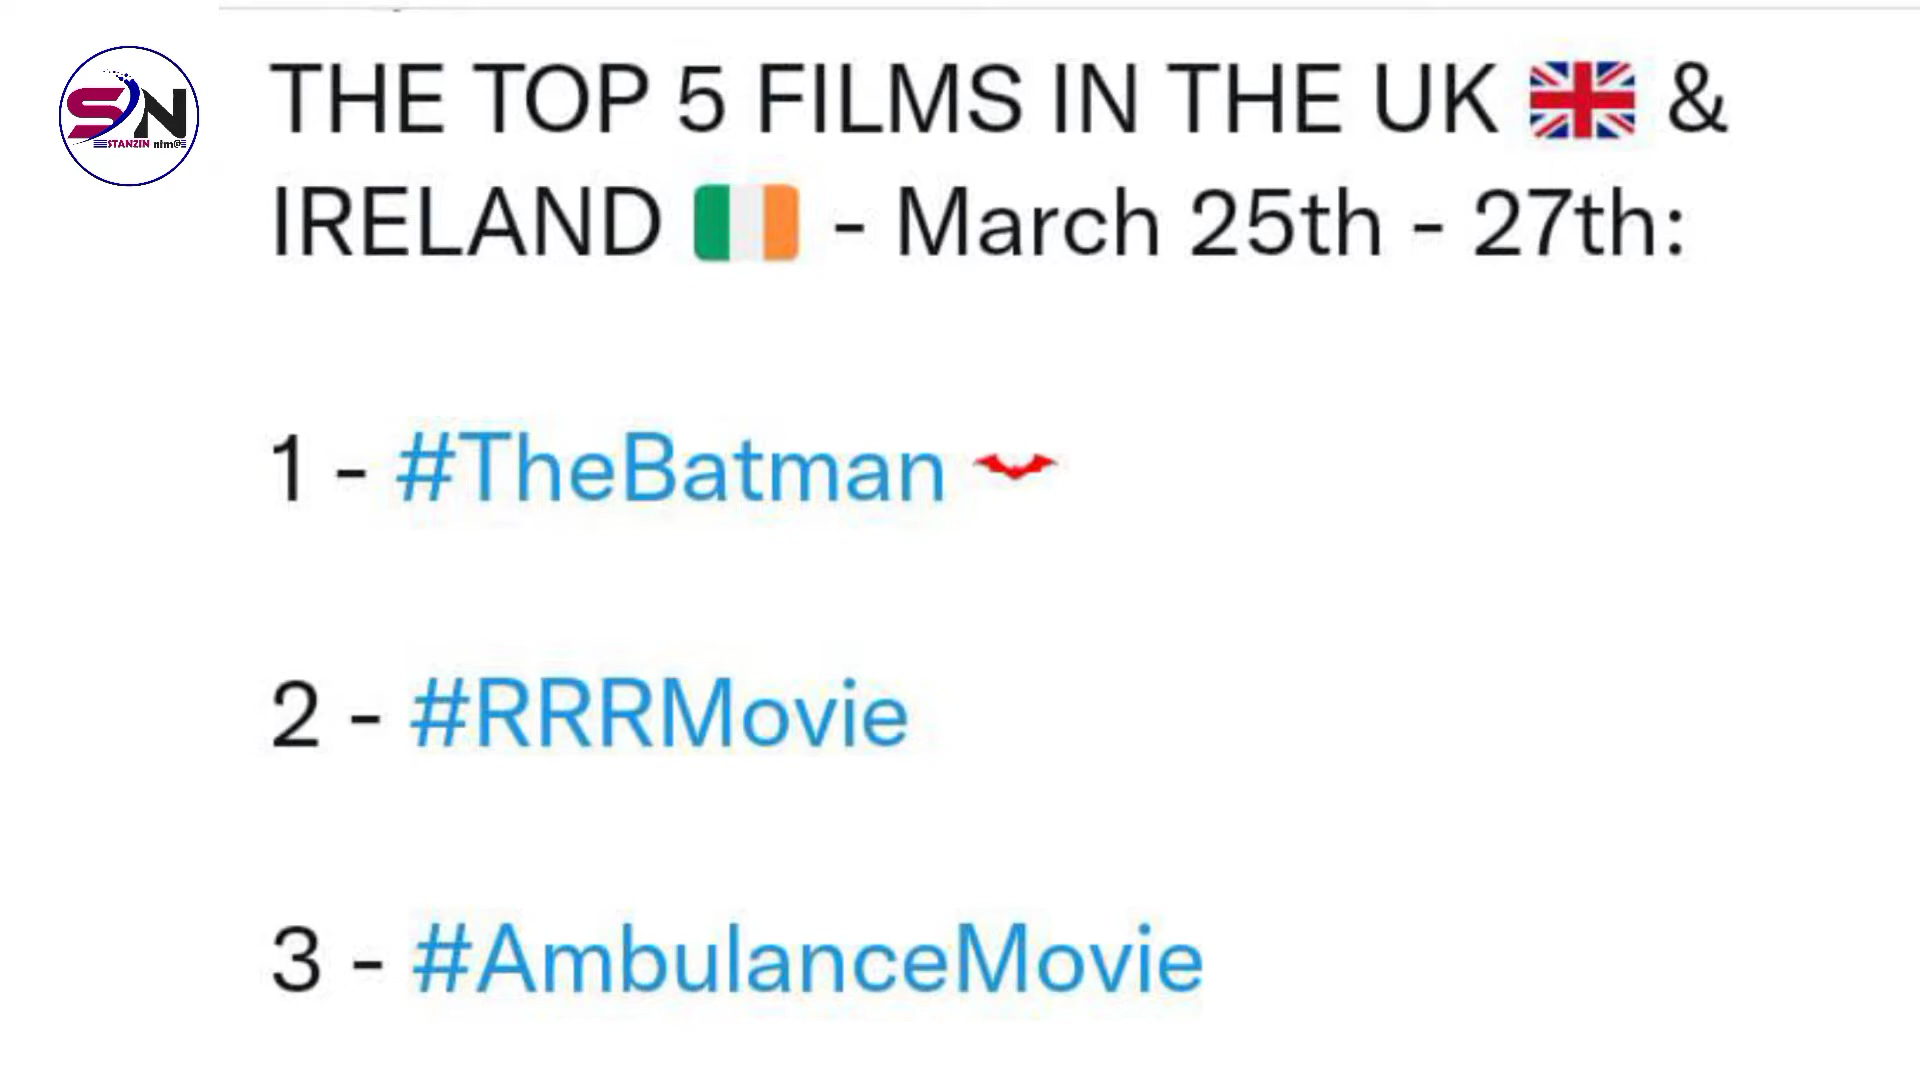 SN
STANZIN
THE TOP 5 FILMS IN THE UK 🇬🇧 &
IRELAND 🇮🇪 - March 25th - 27th:
1 - #TheBatman
2 - #RRRMovie
3 - #AmbulanceMovie